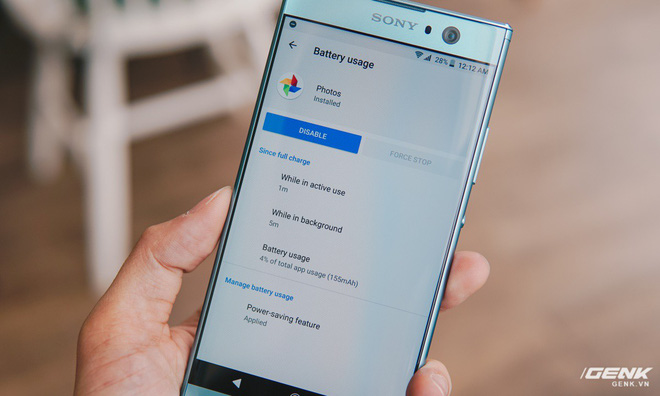 SONY
28% 12:12 AM
Battery usage
Photos
Installed
DISABLE
FORCE STOP
Since full charge
While in active use
1m
While in background
5m
Battery usage
4% of total app usage (155mAh)
Manage battery usage
Power-saving feature
Applied
GENK
GENK.VN